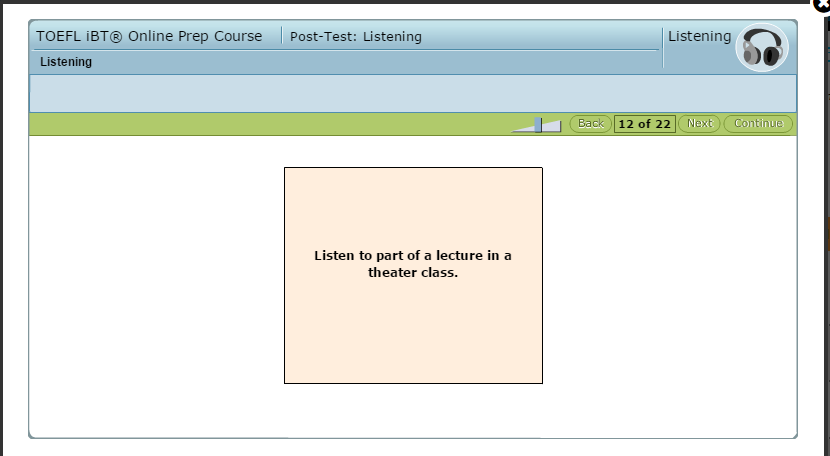 TOEFL iBT® Online Prep Course
Post-Test: Listening
Listening
Listening
Back
12 of 22
Next
Continue
Listen to part of a lecture in a
theater class.